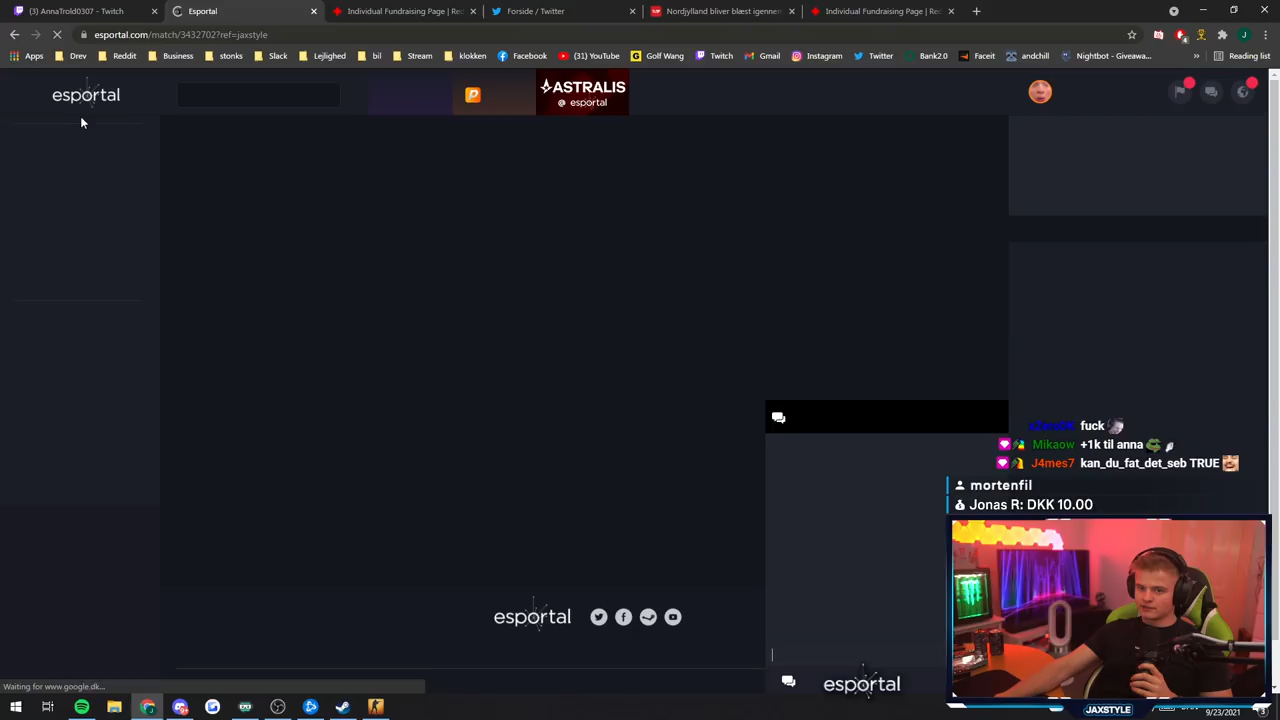 (3) AnnaTrold0307 - Twitch
Esportal
Individual Fundraising Page | Red
Forside / Twitter
Nordjylland bliver blæst igennem
Individual Fundraising Page | Red
esportal.com/match/3432702?ref=jaxstyle
Apps
Drev
Reddit
Business
stonks
Slack
Lejlighed
bil
Stream
klokken
Facebook
(31) YouTube
Golf Wang
Twitch
Gmail
Instagram
Twitter
Bank2.0
Faceit
andchill
Nightbot - Giveawa...
»
Reading list
esportal
ASTRALIS
@ esportal
fuck
Mikaow +1k til anna
J4mes7 kan_du_fat_det_seb TRUE
mortenfil
Jonas R: DKK 10.00
esportal
esportal
Waiting for www.google.dk...
JAXSTYLE
9/23/2021